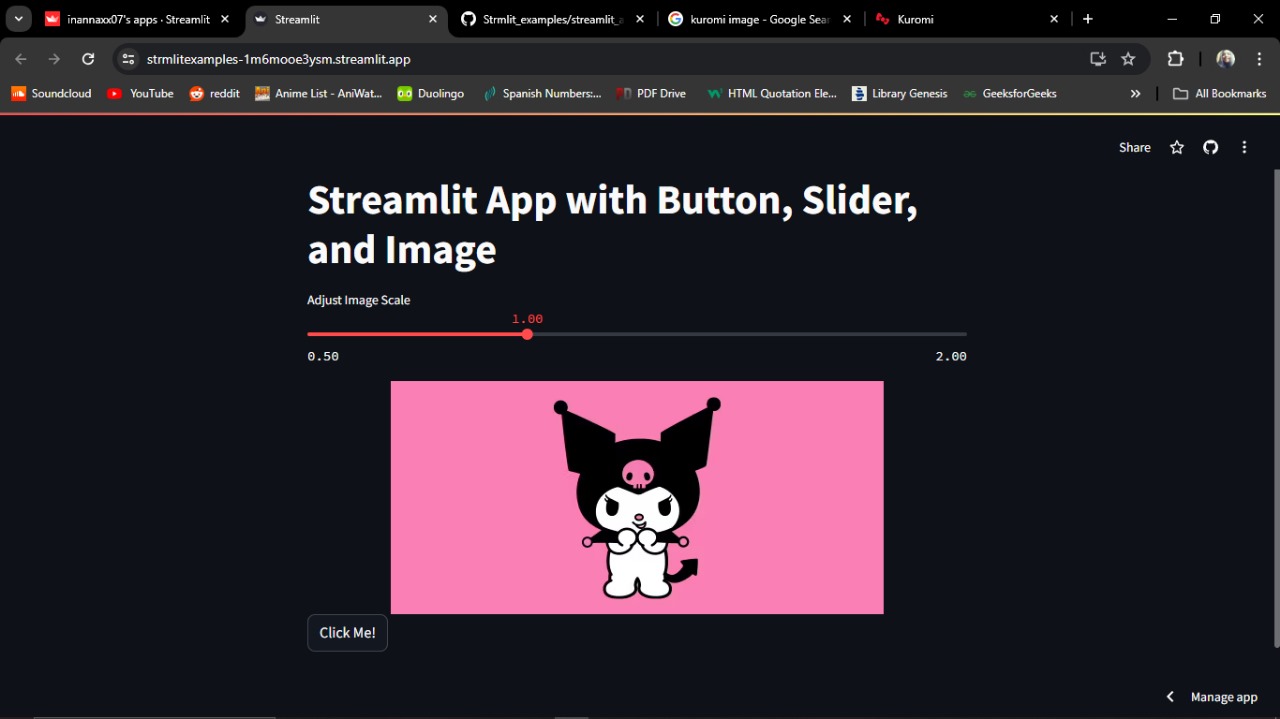 inannaxx07's apps · Streamlit
Streamlit
Strmlit_examples/streamlit_a
kuromi image - Google Sear
Kuromi
strmlitexamples-1m6mooe3ysm.streamlit.app
Soundcloud
YouTube
reddit
Anime List - AniWat...
Duolingo
Spanish Numbers:...
PDF Drive
HTML Quotation Ele...
Library Genesis
GeeksforGeeks
All Bookmarks
Share
Streamlit App with Button, Slider,
and Image
Adjust Image Scale
1.00
0.50
2.00
Click Me!
Manage app